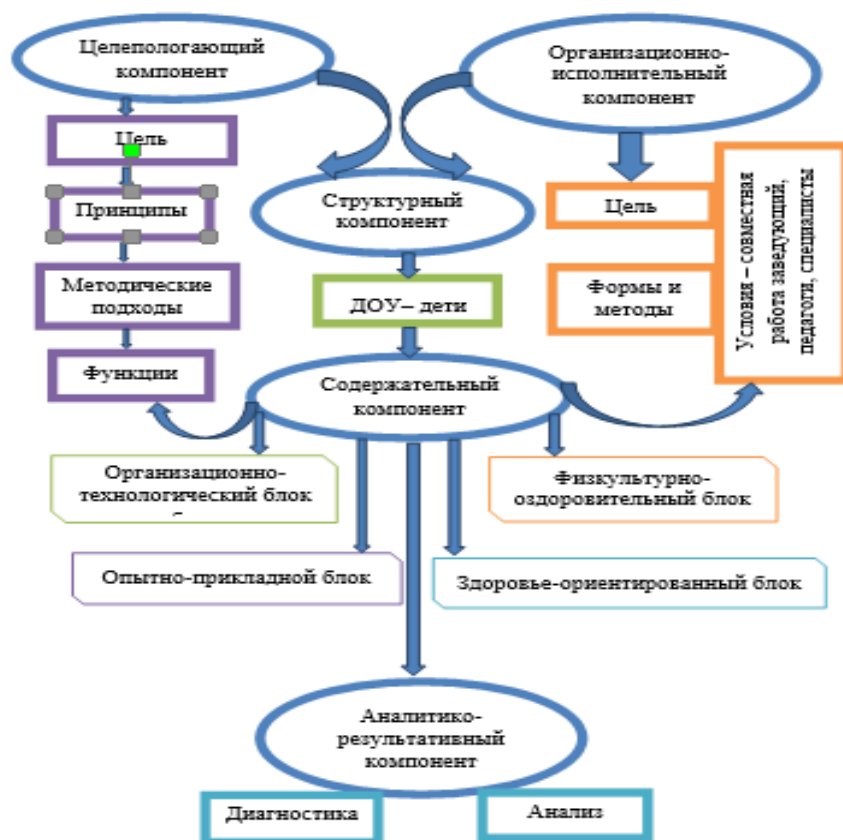 Целепологающий
компонент
Организационно-
исполнительный
компонент
Цель
Принципы
Методические
подходы
Функции
Структурный
компонент
ДОУ– дети
Цель
Формы и
методы
Условия – совместная
работа заведующий,
педагоги, специалисты
Содержательный
компонент
Организационно-
технологический блок
Физкультурно-
оздоровительный блок
Опытно-прикладной блок
Здоровье-ориентированный блок
Аналитико-
результативный
компонент
Диагностика
Анализ